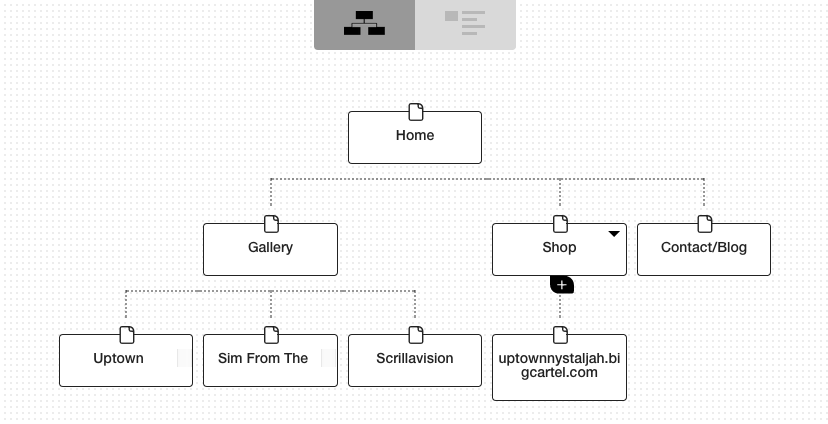 Home
Gallery
Shop
Contact/Blog
+
Uptown
Sim From The
Scrillavision
uptownnystaljah.bi
gcartel.com